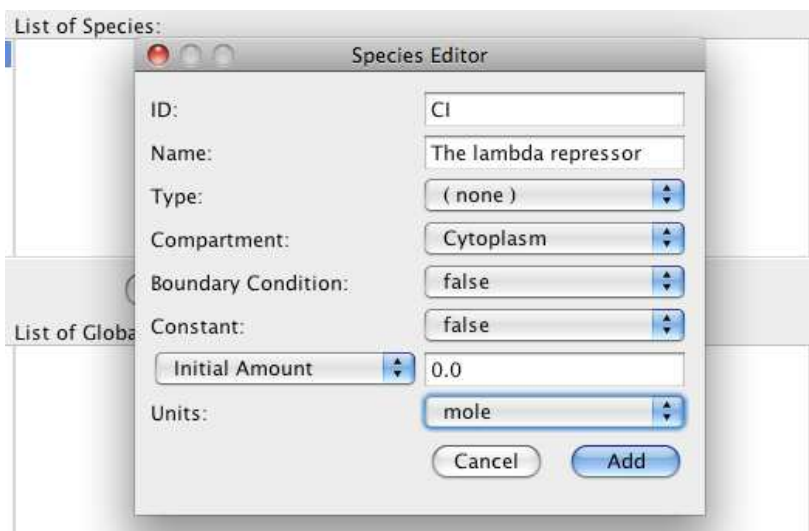 List of Species:
Species Editor
ID: CI
Name: The lambda repressor
Type: ( none )
Compartment: Cytoplasm
Boundary Condition: false
List of Globa
Constant: false
Initial Amount 0.0
Units: mole
Cancel Add